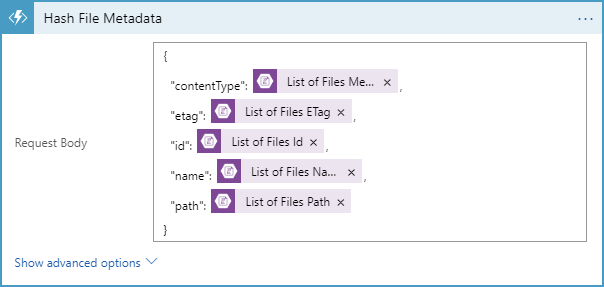 Hash File Metadata
{
"contentType": List of Files Me... × ,
"etag": List of Files ETag × ,
"id": List of Files Id × ,
Request Body
"name": List of Files Na... × ,
"path": List of Files Path ×
}
Show advanced options